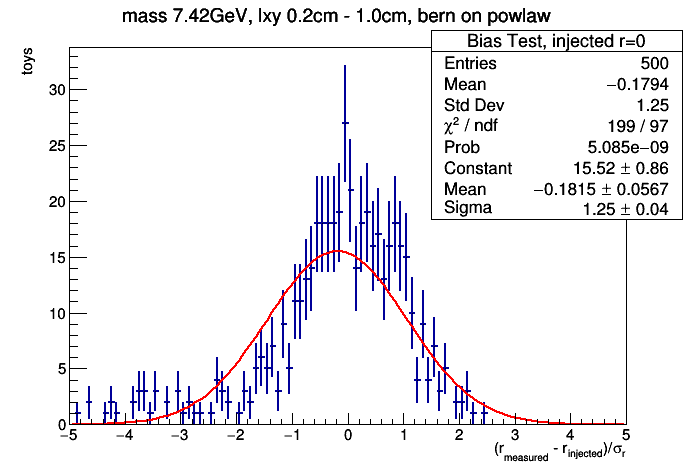 mass 7.42GeV, lxy 0.2cm - 1.0cm, bern on powlaw
Bias Test, injected r=0
Entries 500
Mean −0.1794
Std Dev 1.25
χ² / ndf 199 / 97
Prob 5.085e−09
Constant 15.52 ± 0.86
Mean −0.1815 ± 0.0567
Sigma 1.25 ± 0.04
toys
30
25
20
15
10
5
0
−5 −4 −3 −2 −1 0 1 2 3 4 5
(r_measured - r_injected)/σ_r